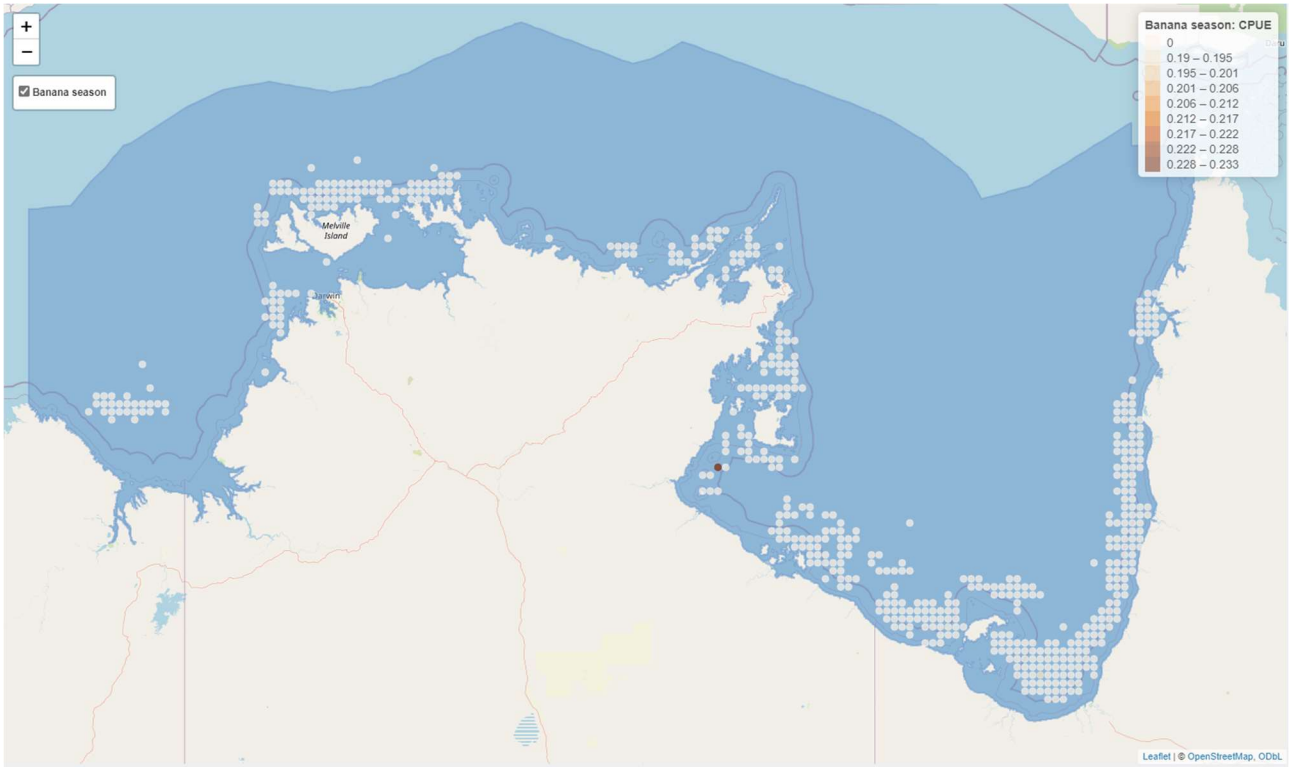 +
−
Banana season
Banana season: CPUE
0
0.19 – 0.195
0.195 – 0.201
0.201 – 0.206
0.206 – 0.212
0.212 – 0.217
0.217 – 0.222
0.222 – 0.228
0.228 – 0.233
Daru
Melville
Island
Darwin
Leaflet | © OpenStreetMap, ODbL